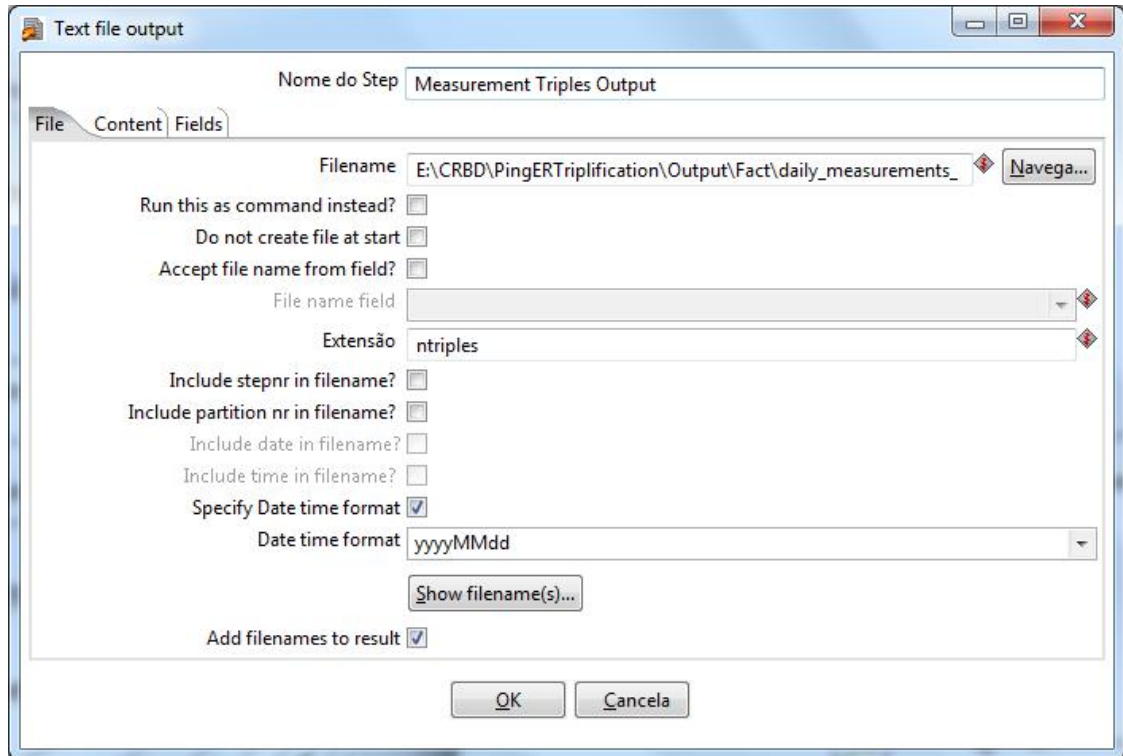 Text file output
Nome do Step Measurement Triples Output
File Content Fields
Filename E:\CRBD\PingERTriplification\Output\Fact\daily_measurements_ Navega...
Run this as command instead?
Do not create file at start
Accept file name from field?
File name field
Extensão ntriples
Include stepnr in filename?
Include partition nr in filename?
Include date in filename?
Include time in filename?
Specify Date time format
Date time format yyyyMMdd
Show filename(s)...
Add filenames to result
OK Cancela